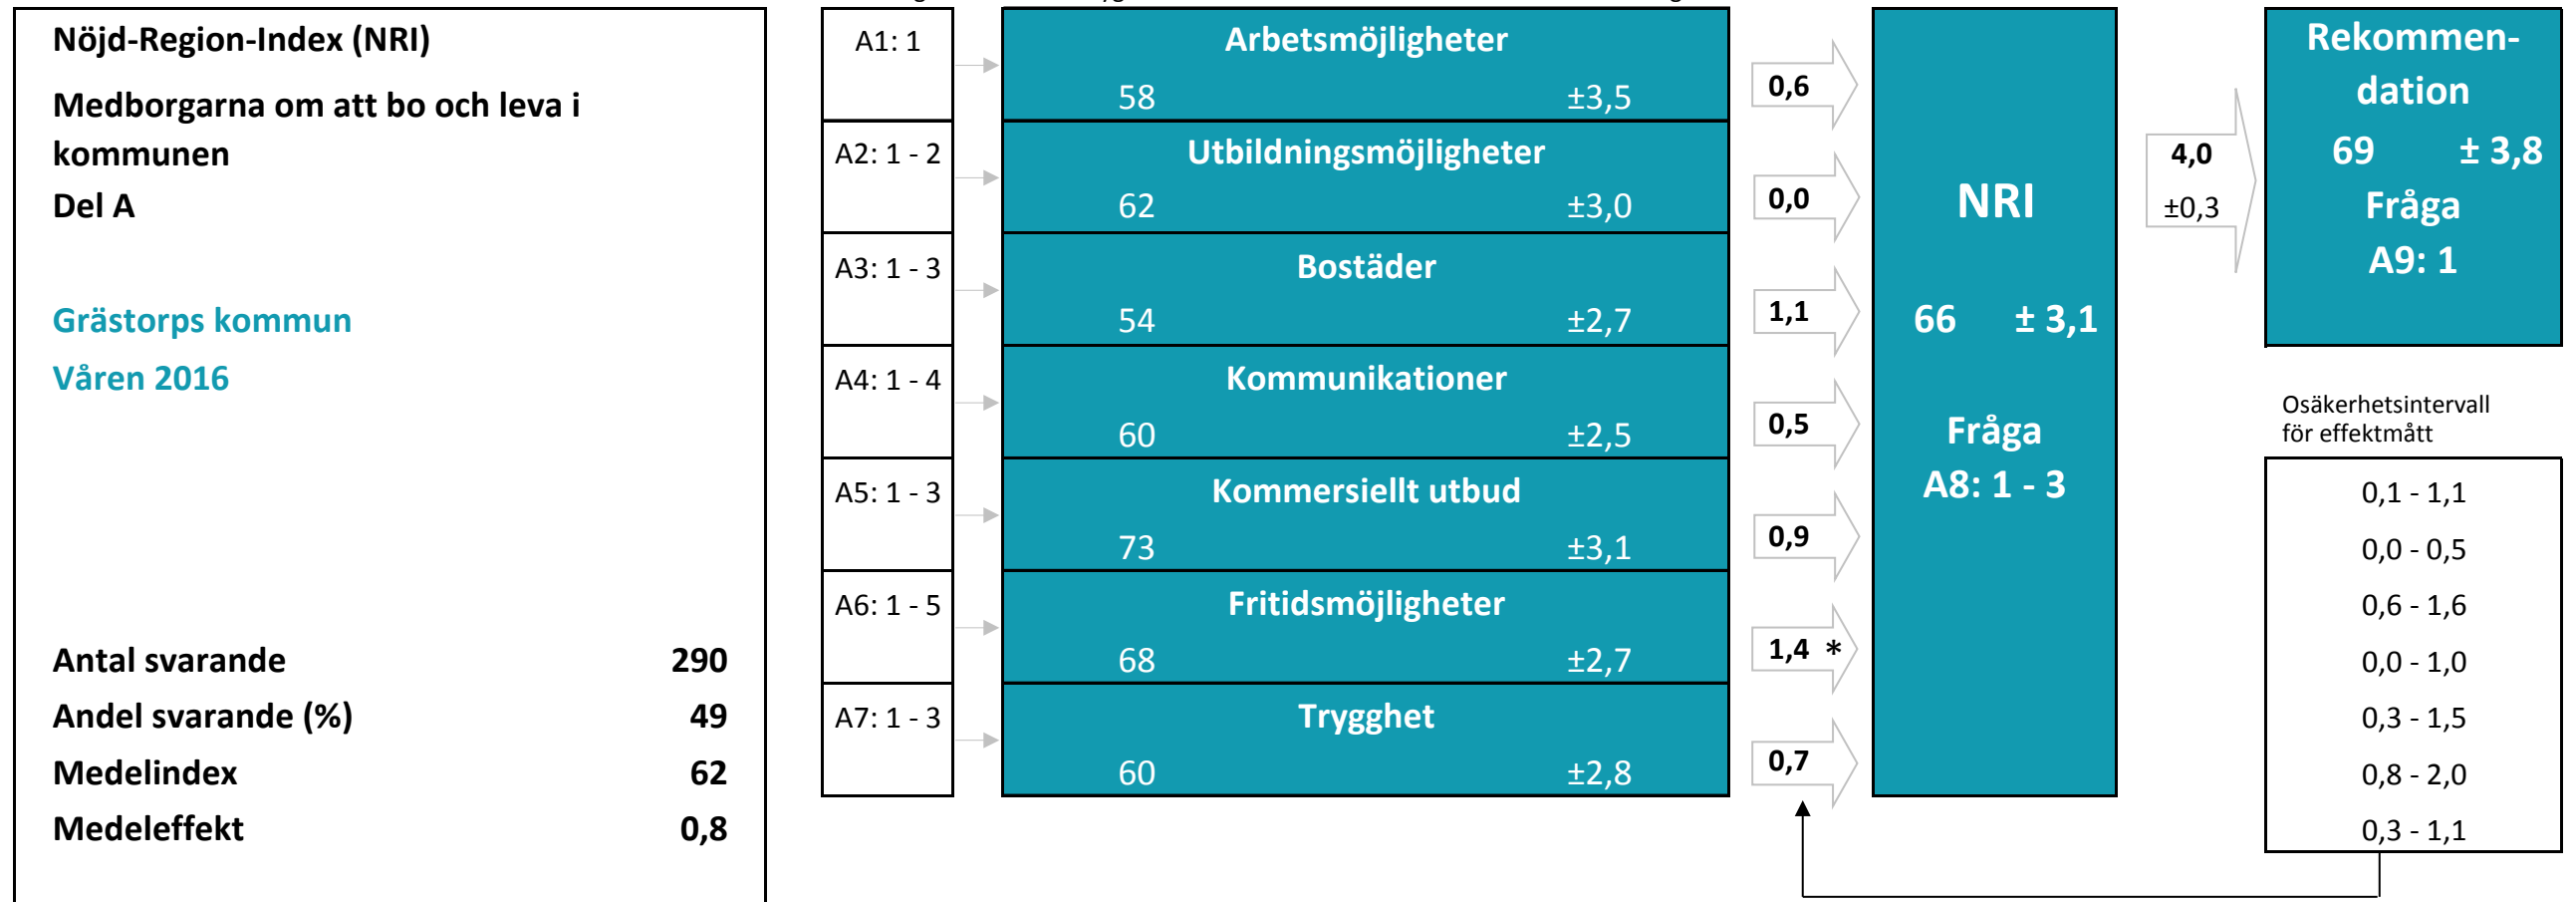 Nöjd-Region-Index (NRI)
Medborgarna om att bo och leva i
kommunen
Del A
Grästorps kommun
Våren 2016
Antal svarande 290
Andel svarande (%) 49
Medelindex 62
Medeleffekt 0,8
A1: 1
Arbetsmöjligheter
58 ±3,5
0,6
A2: 1 - 2
Utbildningsmöjligheter
62 ±3,0
0,0
A3: 1 - 3
Bostäder
54 ±2,7
1,1
A4: 1 - 4
Kommunikationer
60 ±2,5
0,5
A5: 1 - 3
Kommersiellt utbud
73 ±3,1
0,9
A6: 1 - 5
Fritidsmöjligheter
68 ±2,7
1,4 *
A7: 1 - 3
Trygghet
60 ±2,8
0,7
NRI
66 ± 3,1
Fråga
A8: 1 - 3
4,0
±0,3
Rekommen-
dation
69 ± 3,8
Fråga
A9: 1
Osäkerhetsintervall
för effektmått
0,1 - 1,1
0,0 - 0,5
0,6 - 1,6
0,0 - 1,0
0,3 - 1,5
0,8 - 2,0
0,3 - 1,1